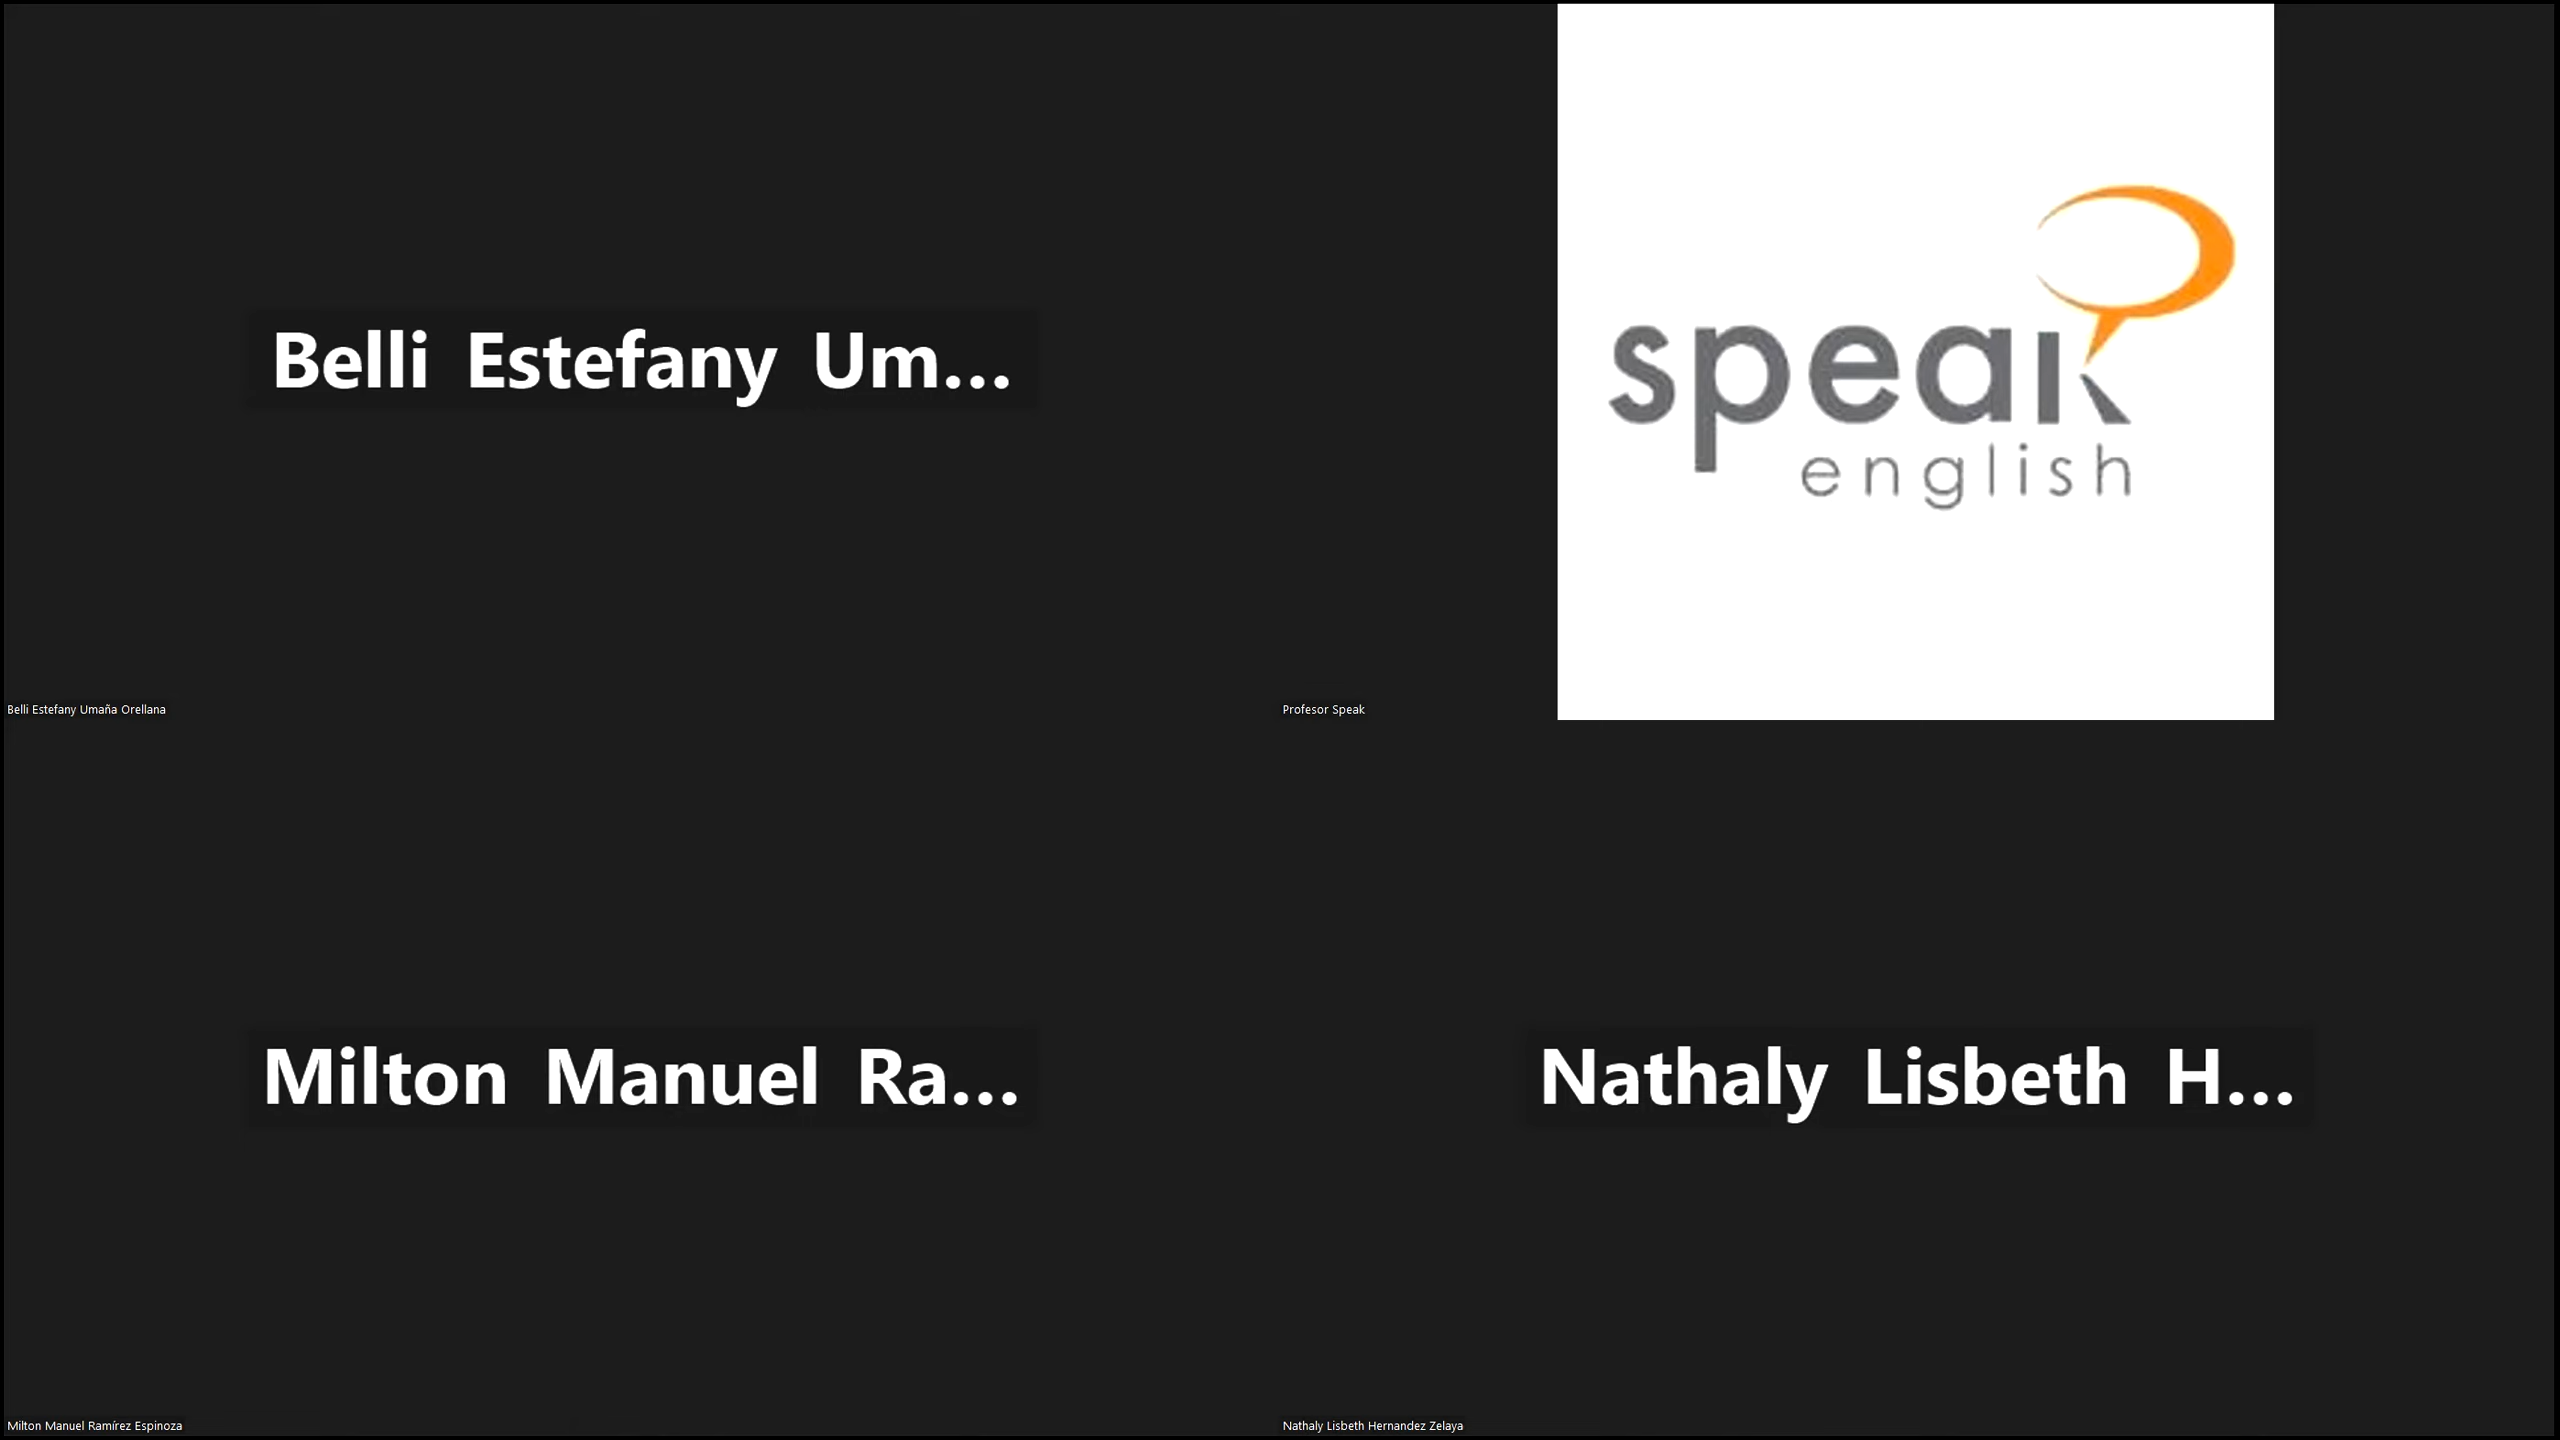 Belli Estefany Um...
speak
english
Belli Estefany Umaña Orellana
Profesor Speak
Milton Manuel Ra...
Nathaly Lisbeth H...
Milton Manuel Ramírez Espinoza
Nathaly Lisbeth Hernandez Zelaya